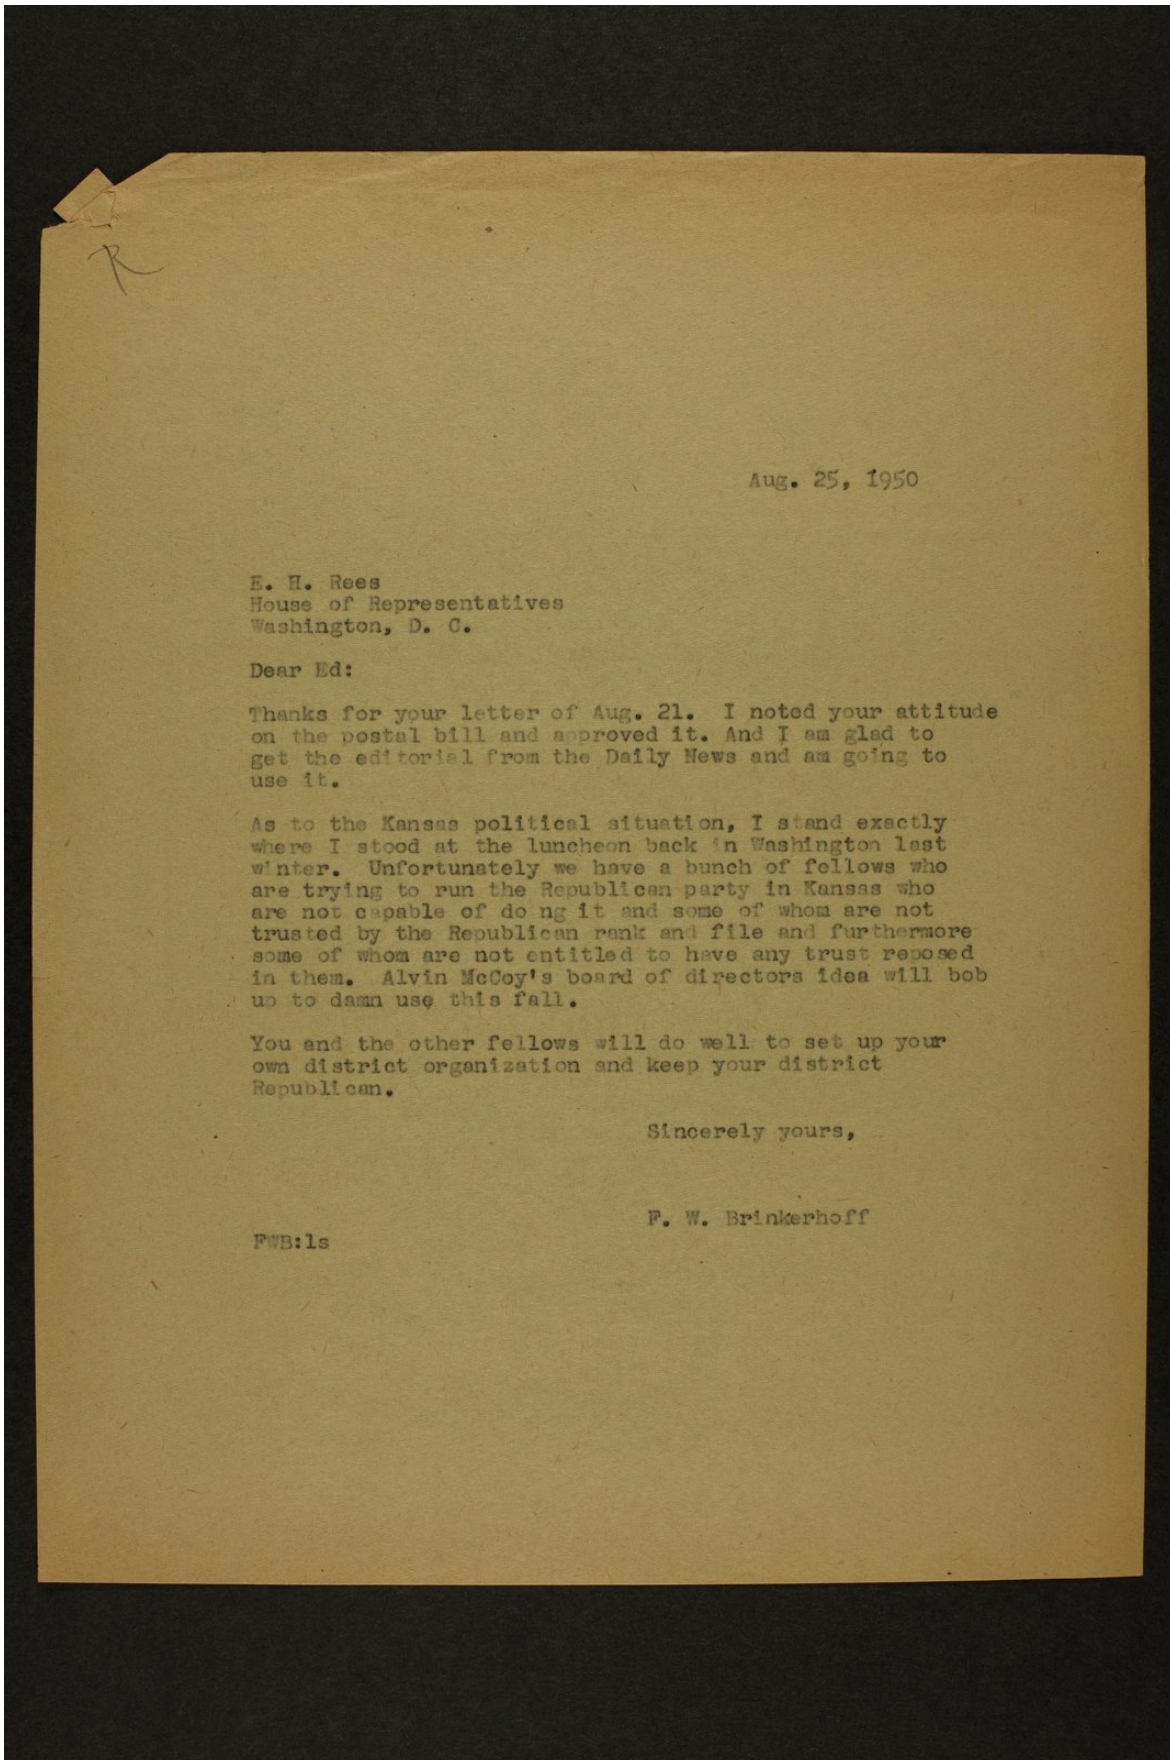 R
Aug. 25, 1950
E. H. Rees
House of Representatives
Washington, D. C.
Dear Ed:
Thanks for your letter of Aug. 21. I noted your attitude
on the postal bill and approved it. And I am glad to
get the editorial from the Daily News and am going to
use it.
As to the Kansas political situation, I stand exactly
where I stood at the luncheon back in Washington last
winter. Unfortunately we have a bunch of fellows who
are trying to run the Republican party in Kansas who
are not capable of do ng it and some of whom are not
trusted by the Republican rank and file and furthermore
some of whom are not entitled to have any trust reposed
in them. Alvin McCoy's board of directors idea will bob
up to damn use this fall.
You and the other fellows will do well to set up your
own district organization and keep your district
Republican.
Sincerely yours,
F. W. Brinkerhoff
FWB:ls